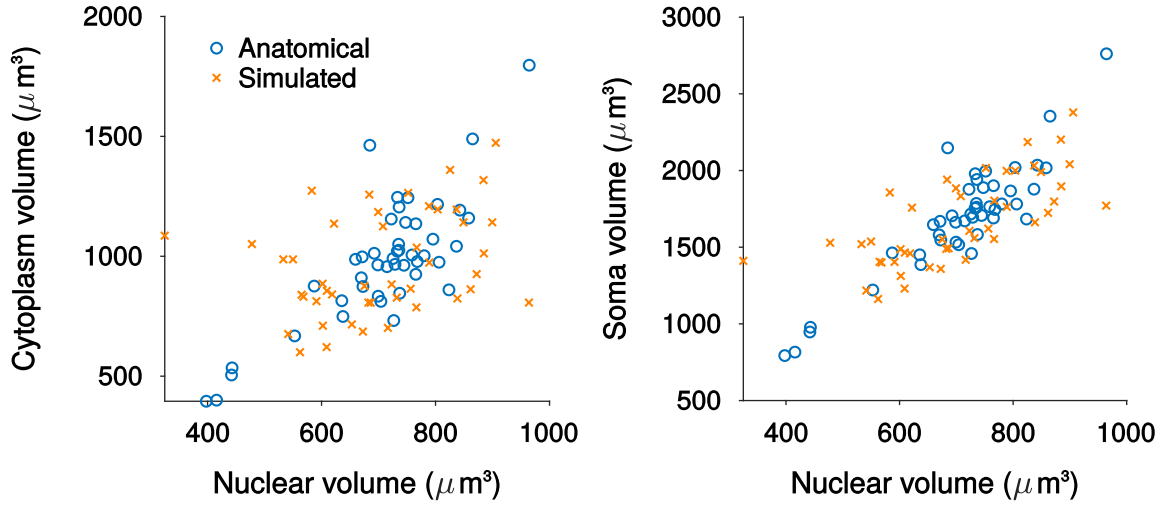 2000
1500
1000
500
Cytoplasm volume (μ m³)
Anatomical
Simulated
400 600 800 1000
Nuclear volume (μ m³)
3000
2500
2000
1500
1000
500
Soma volume (μ m³)
400 600 800 1000
Nuclear volume (μ m³)